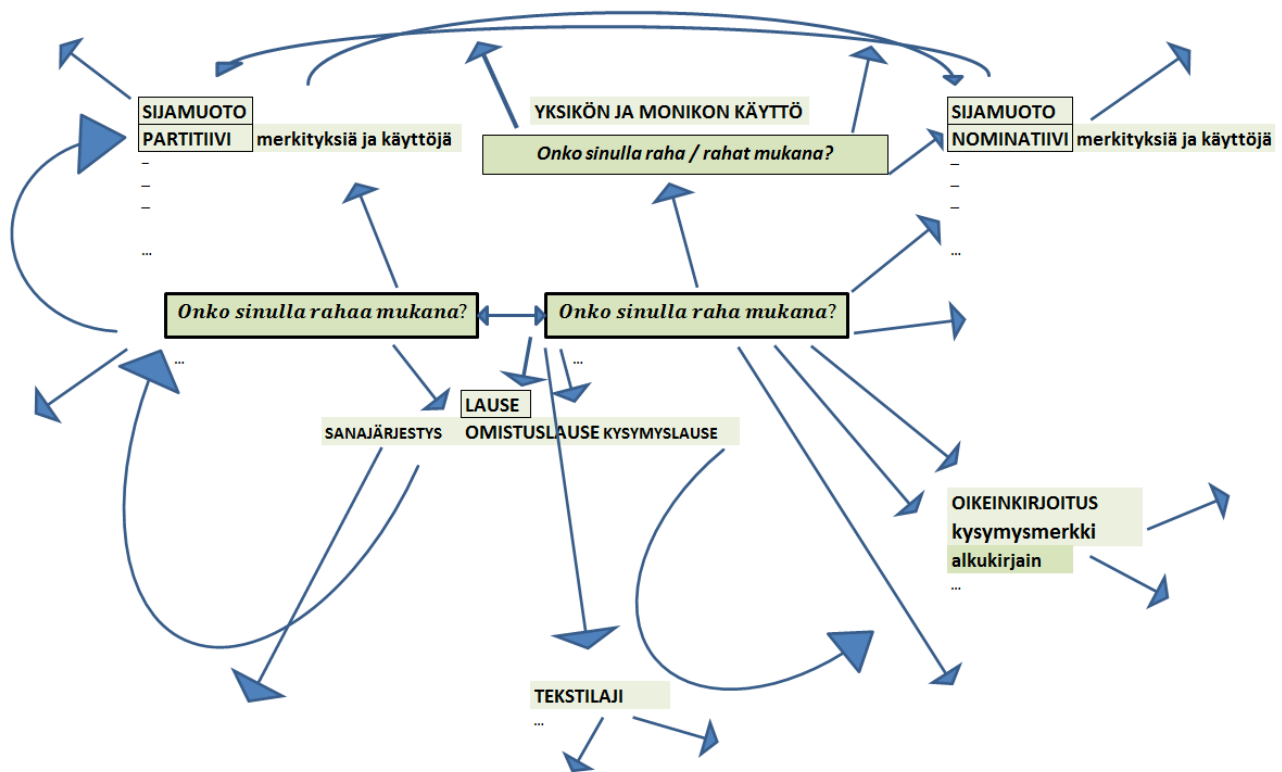 SIJAMUOTO
PARTITIIVI merkityksiä ja käyttöjä
–
–
–
...
YKSIKÖN JA MONIKON KÄYTTÖ
Onko sinulla raha / rahat mukana?
SIJAMUOTO
NOMINATIIVI merkityksiä ja käyttöjä
–
–
–
...
Onko sinulla rahaa mukana?
...
Onko sinulla raha mukana?
...
LAUSE
SANAJÄRJESTYS OMISTUSLAUSE KYSYMYSLAUSE
OIKEINKIRJOITUS
kysymysmerkki
alkukirjain
...
TEKSTILAJI
...